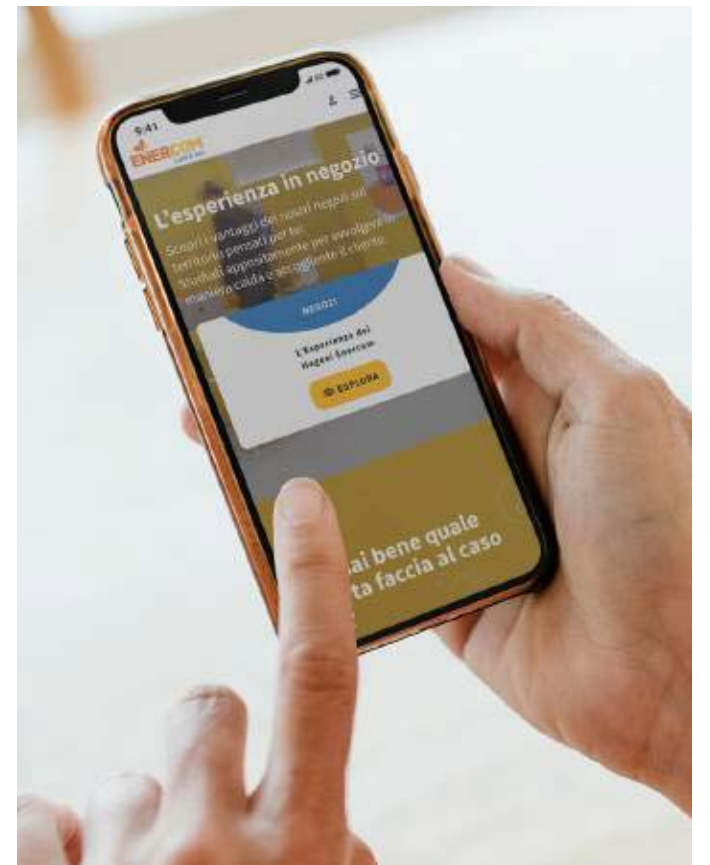 9:41
ENERCOM
L'esperienza in negozio
Scopri i vantaggi dei nostri negozi sul
territorio pensati per te.
Studiati appositamente per avvolgere in
maniera calda e accogliente il cliente.
NEGOZI
L'Esperienza dei
Negozi Enercom
ESPLORA
ai bene quale
ta faccia al caso